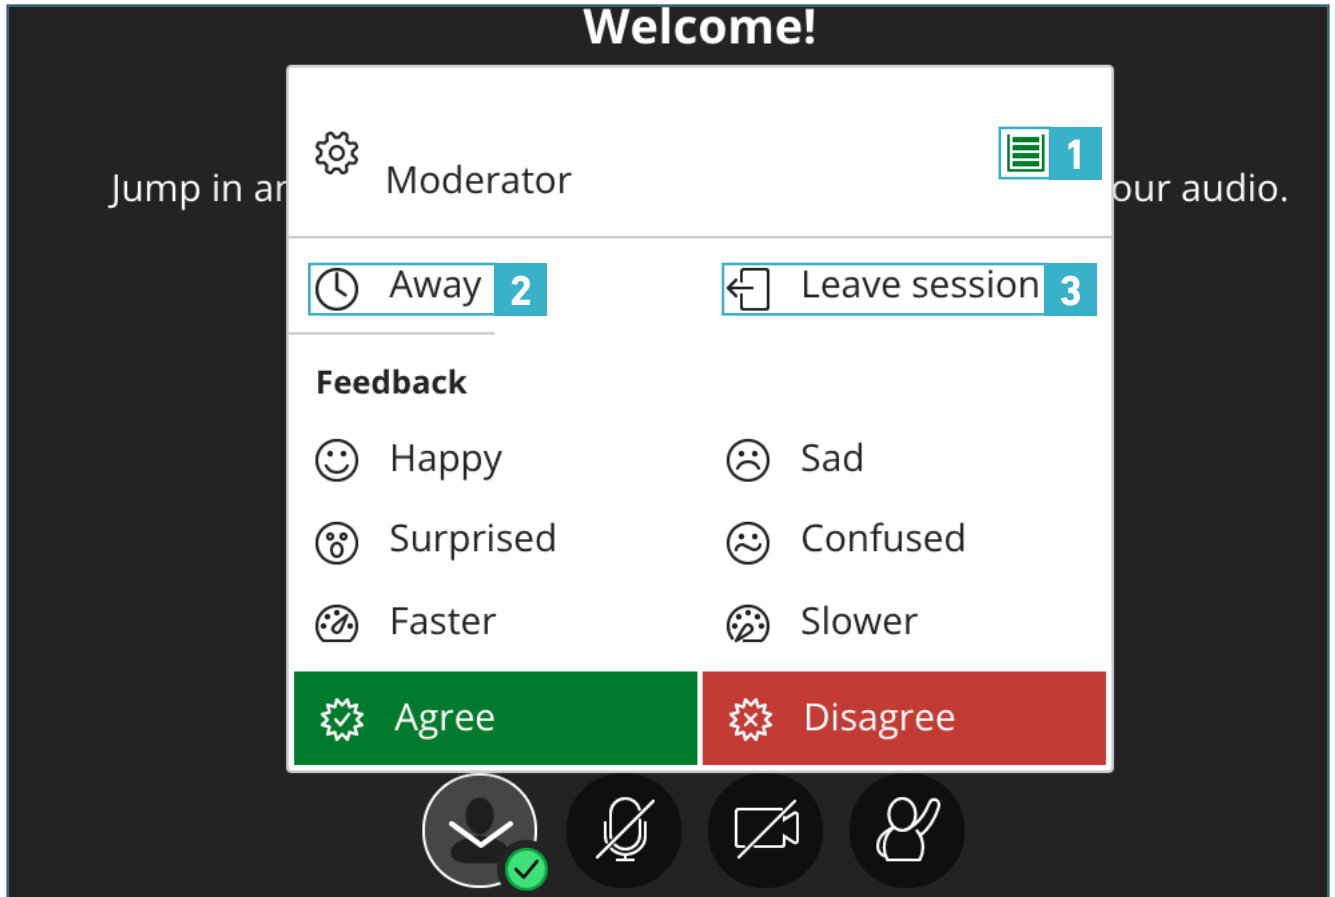 Welcome!
Jump in ar
our audio.
Moderator
1
Away 2
Leave session 3
Feedback
Happy
Sad
Surprised
Confused
Faster
Slower
Agree
Disagree